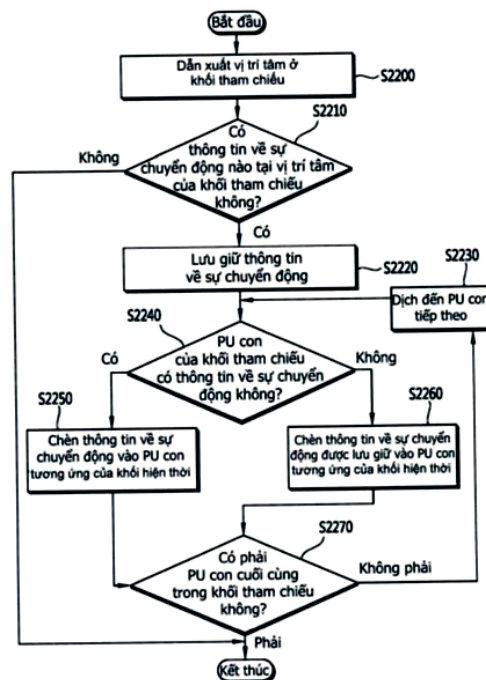 Bắt đầu
Dẫn xuất vị trí tâm ở
khối tham chiếu
S2200
S2210
Có
thông tin về sự
chuyển động nào tại vị trí tâm
của khối tham chiếu
không?
Không
Có
Lưu giữ thông tin
về sự chuyển động
S2220
S2230
Dịch đến PU con
tiếp theo
S2240
PU con
của khối tham chiếu
có thông tin về sự chuyển
động không?
Có
Không
S2250
Chèn thông tin về sự
chuyển động vào PU con
tương ứng của khối hiện thời
S2260
Chèn thông tin về sự chuyển
động được lưu giữ vào PU con
tương ứng của khối hiện thời
S2270
Có phải
PU con cuối cùng
trong khối tham chiếu
không?
Không phải
Phải
Kết thúc